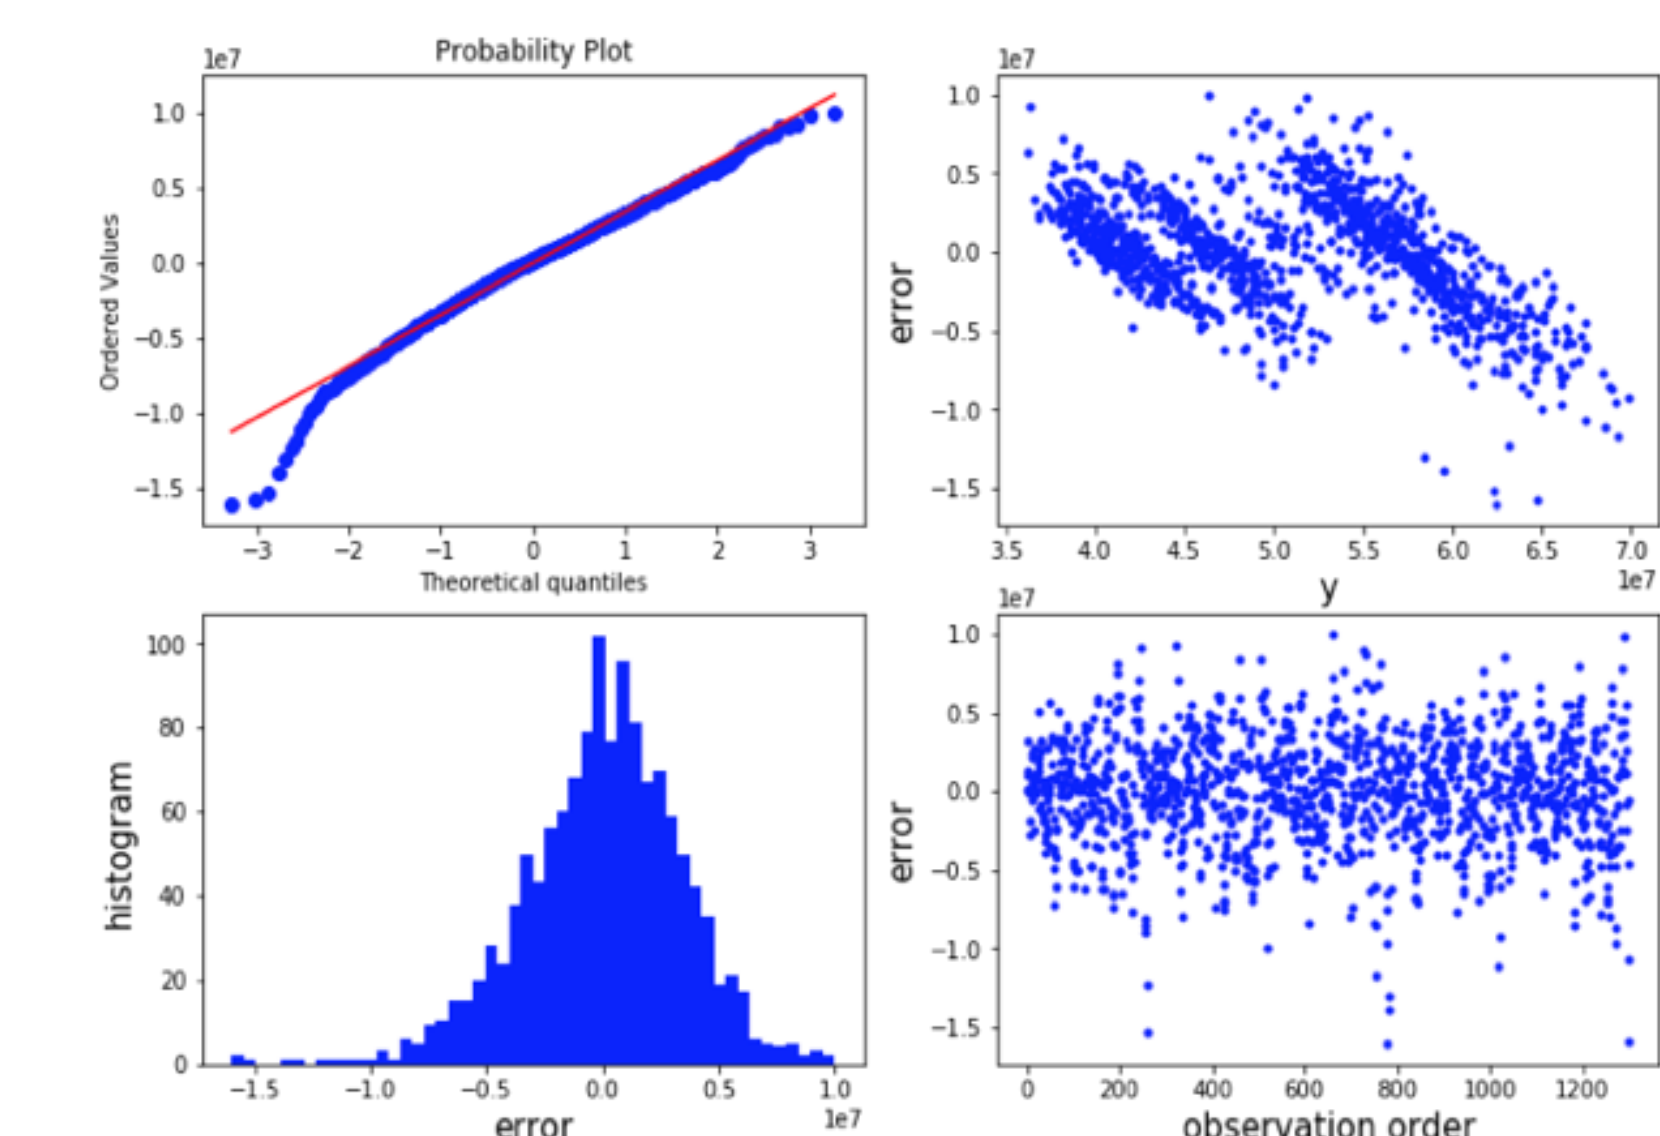 Probability Plot
1e7
Ordered Values
1.0
0.5
0.0
−0.5
−1.0
−1.5
−3 −2 −1 0 1 2 3
Theoretical quantiles
1e7
error
1.0
0.5
0.0
−0.5
−1.0
−1.5
3.5 4.0 4.5 5.0 5.5 6.0 6.5 7.0
1e7
y
histogram
100
80
60
40
20
0
−1.5 −1.0 −0.5 0.0 0.5 1.0
1e7
error
1e7
error
1.0
0.5
0.0
−0.5
−1.0
−1.5
0 200 400 600 800 1000 1200
observation order